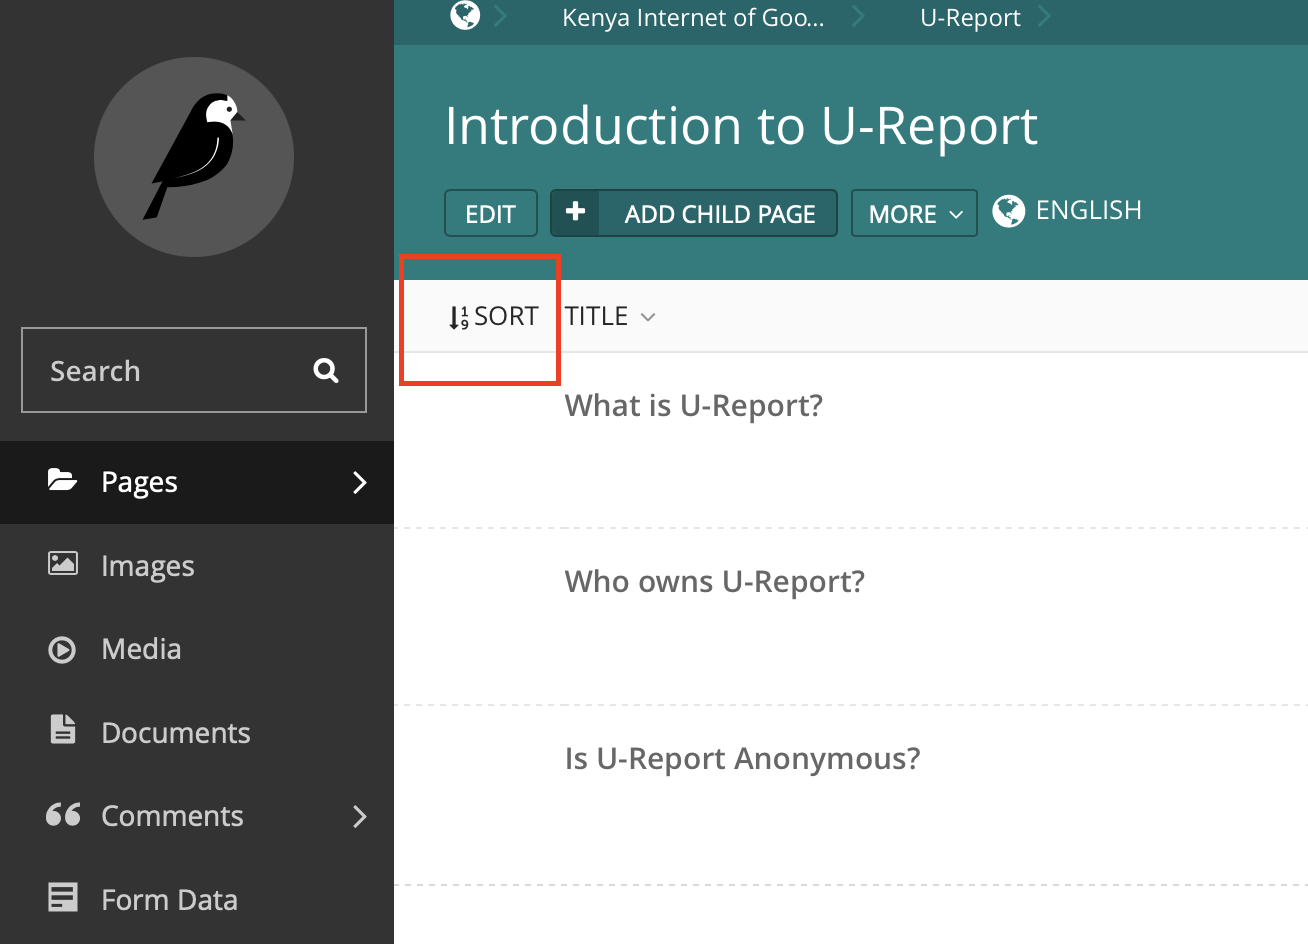 Kenya Internet of Goo... U-Report
Introduction to U-Report
EDIT + ADD CHILD PAGE MORE ENGLISH
SORT TITLE
What is U-Report?
Who owns U-Report?
Is U-Report Anonymous?
Search
Pages
Images
Media
Documents
Comments
Form Data